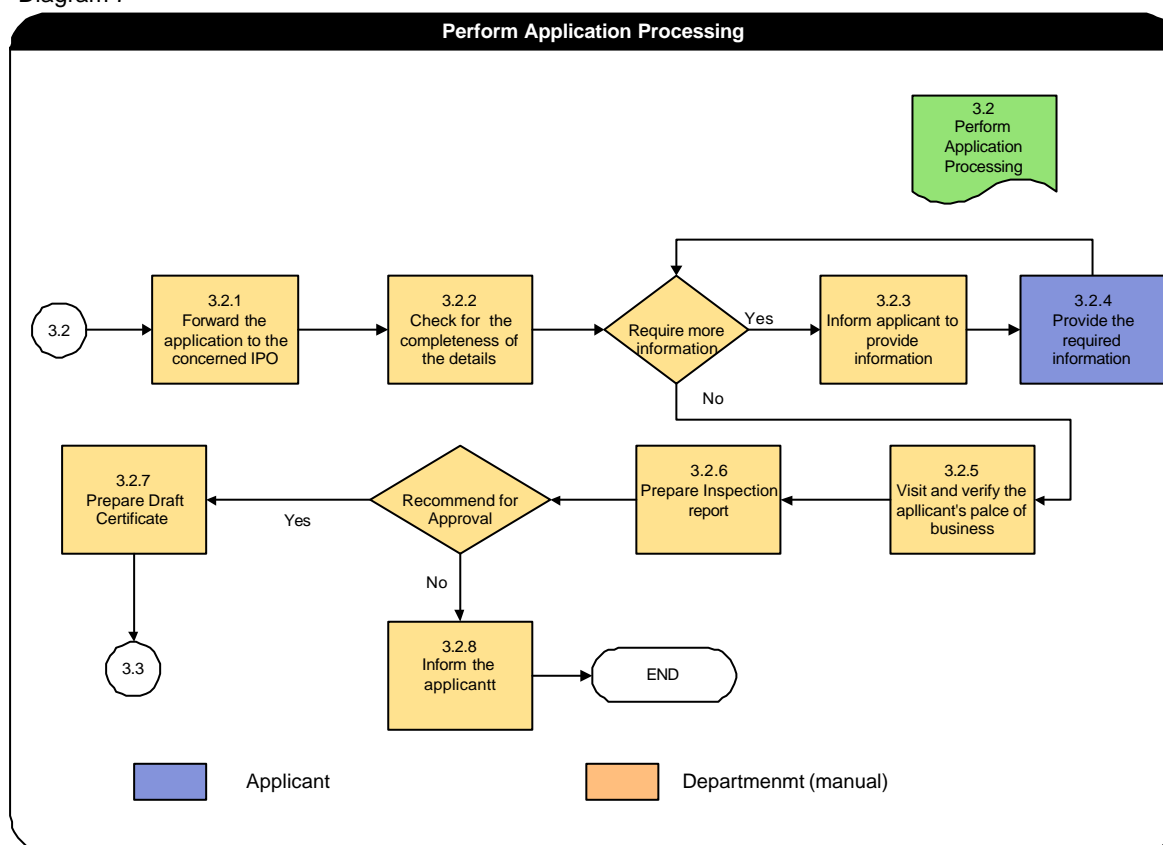 Perform Application Processing
3.2
Perform
Application
Processing
3.2
3.2.1
Forward the
application to the
concerned IPO
3.2.2
Check for the
completeness of
the details
Require more
information
Yes
3.2.3
Inform applicant to
provide
information
3.2.4
Provide the
required
information
No
3.2.7
Prepare Draft
Certificate
Yes
Recommend for
Approval
3.2.6
Prepare Inspection
report
3.2.5
Visit and verify the
apllicant's palce of
business
No
3.3
3.2.8
Inform the
applicantt
END
Applicant
Departmenmt (manual)